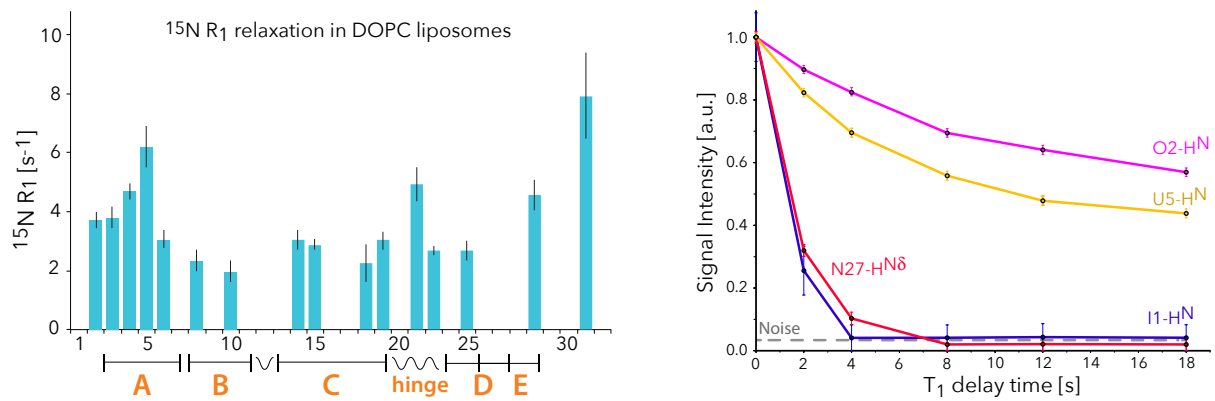 15N R1 relaxation in DOPC liposomes
15N R1 [s-1]
10
8
6
4
2
0
1 5 10 15 20 25 30
A B C hinge D E
Signal Intensity [a.u.]
1.0
0.8
0.6
0.4
0.2
0.0
O2-HN
U5-HN
N27-HNδ
I1-HN
Noise
0 2 4 6 8 10 12 14 16 18
T1 delay time [s]